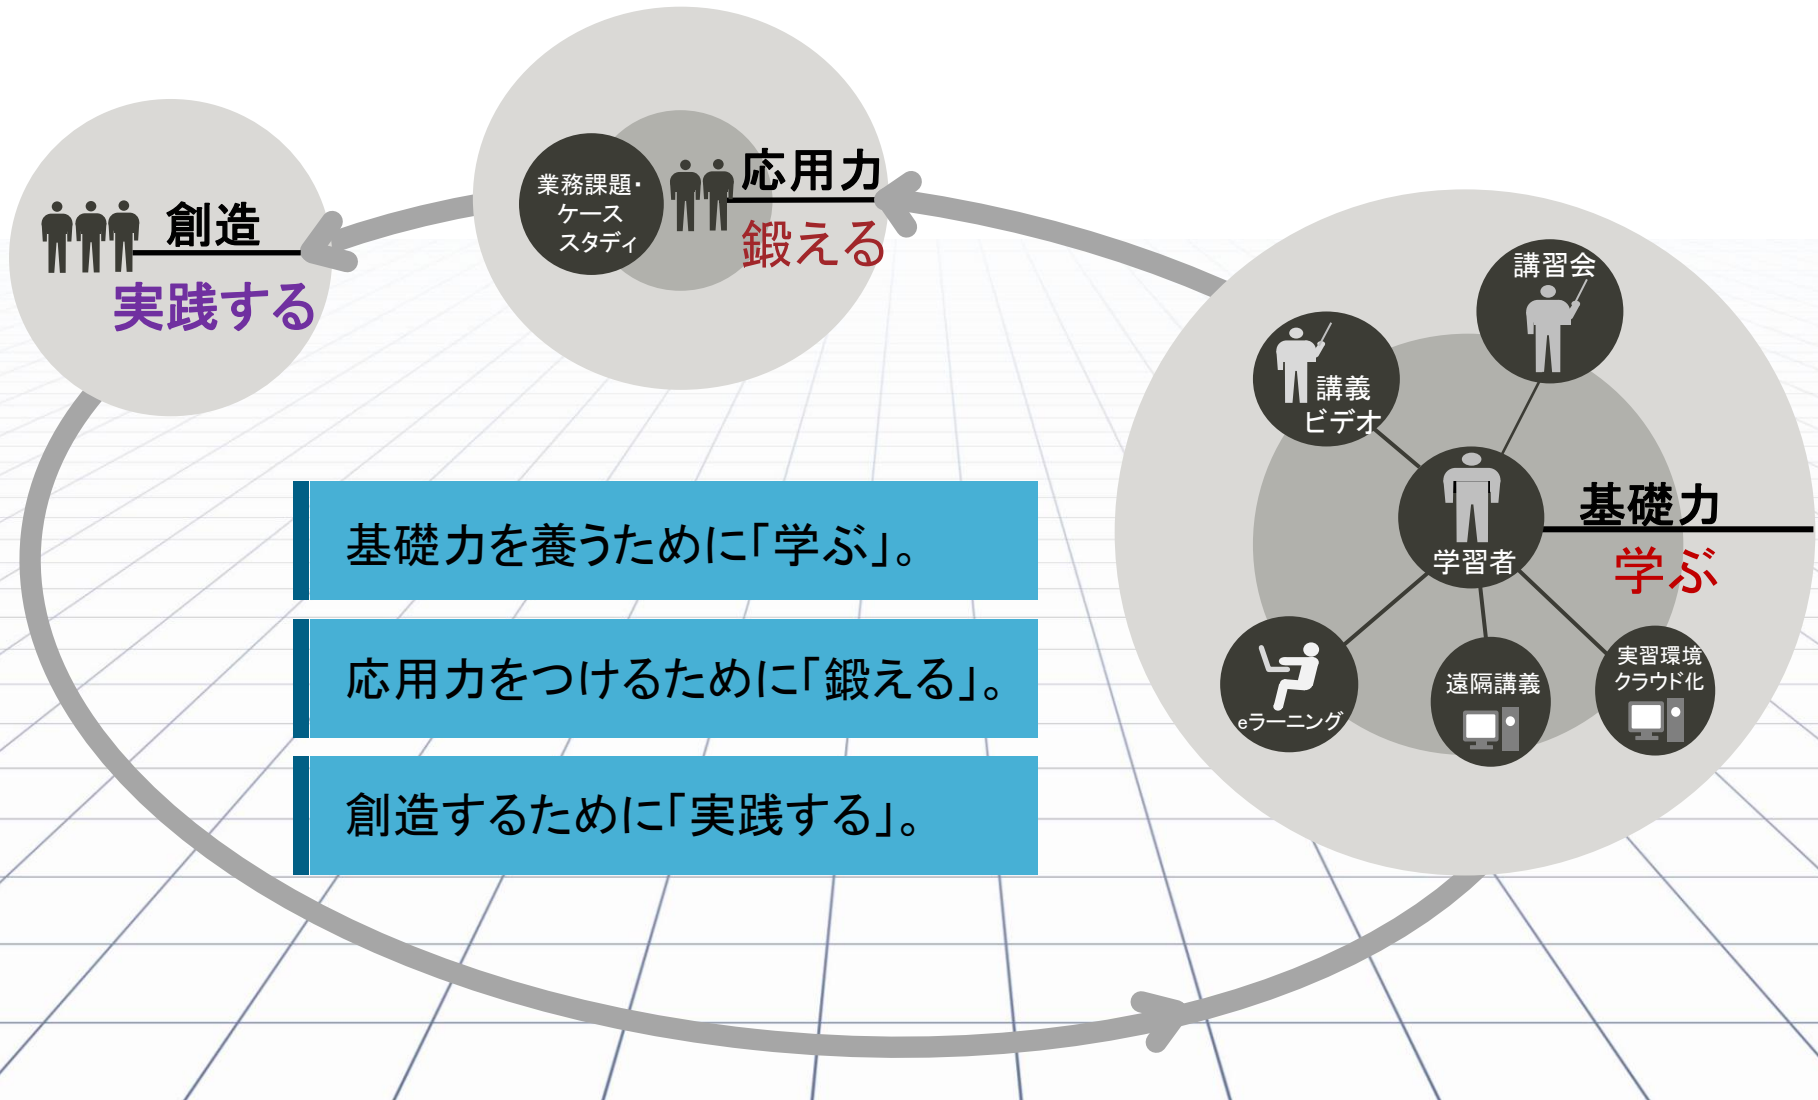 創造
実践する
業務課題・
ケース
スタディ
応用力
鍛える
講習会
講義
ビデオ
学習者
基礎力
学ぶ
eラーニング
遠隔講義
実習環境
クラウド化
基礎力を養うために「学ぶ」。
応用力をつけるために「鍛える」。
創造するために「実践する」。